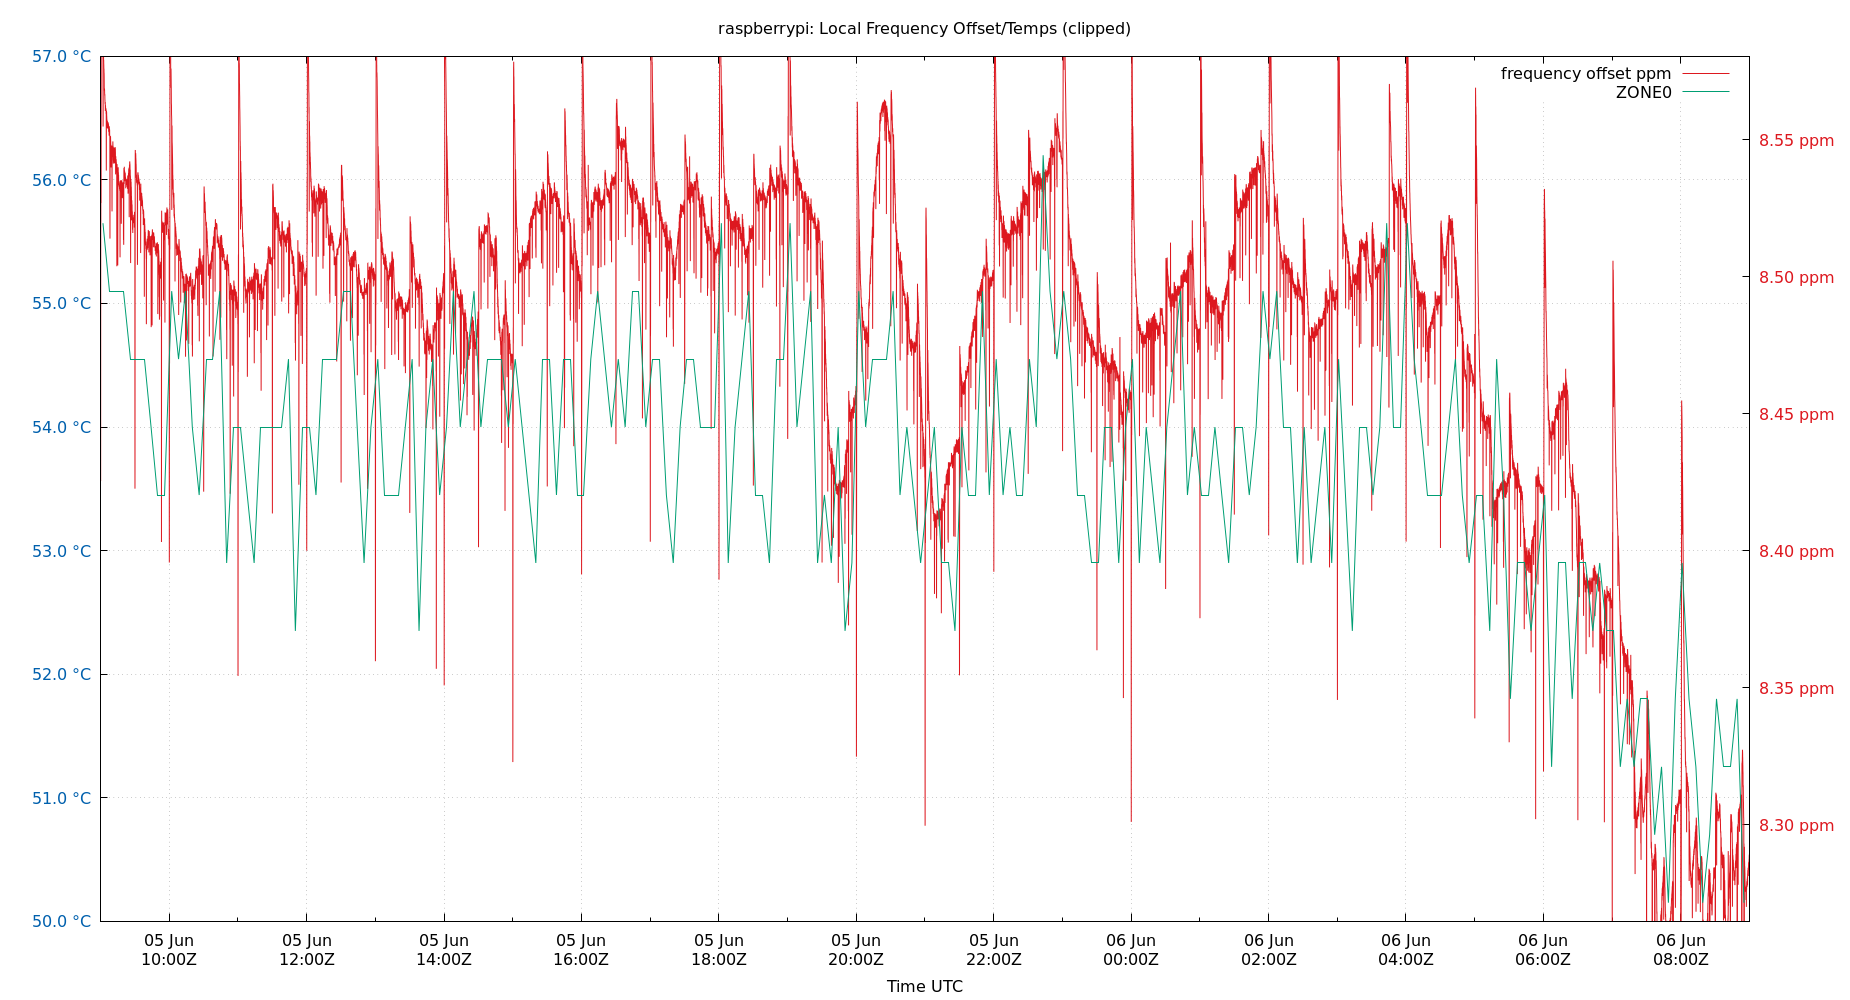 raspberrypi: Local Frequency Offset/Temps (clipped)
57.0 °C
56.0 °C
55.0 °C
54.0 °C
53.0 °C
52.0 °C
51.0 °C
50.0 °C
frequency offset ppm
ZONE0
8.55 ppm
8.50 ppm
8.45 ppm
8.40 ppm
8.35 ppm
8.30 ppm
05 Jun 05 Jun 05 Jun 05 Jun 05 Jun 05 Jun 05 Jun 06 Jun 06 Jun 06 Jun 06 Jun 06 Jun
10:00Z 12:00Z 14:00Z 16:00Z 18:00Z 20:00Z 22:00Z 00:00Z 02:00Z 04:00Z 06:00Z 08:00Z
Time UTC